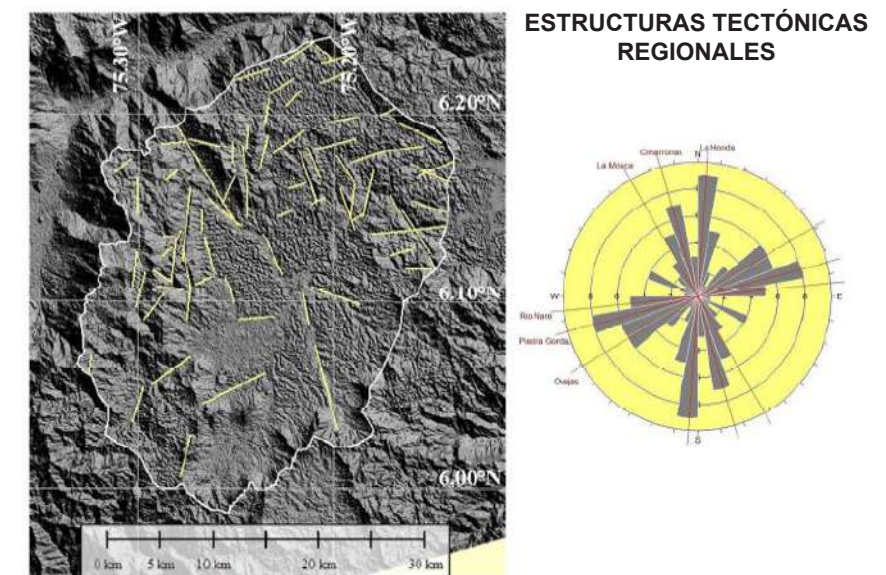 ESTRUCTURAS TECTÓNICAS
REGIONALES
75.30°W
75.20°W
6.20°N
6.10°N
6.00°N
0 km 5 km 10 km 20 km 30 km
N
La Honda
Cimarronas
La Mosca
W
E
Rio Nare
Piedra Gorda
Ovejas
S